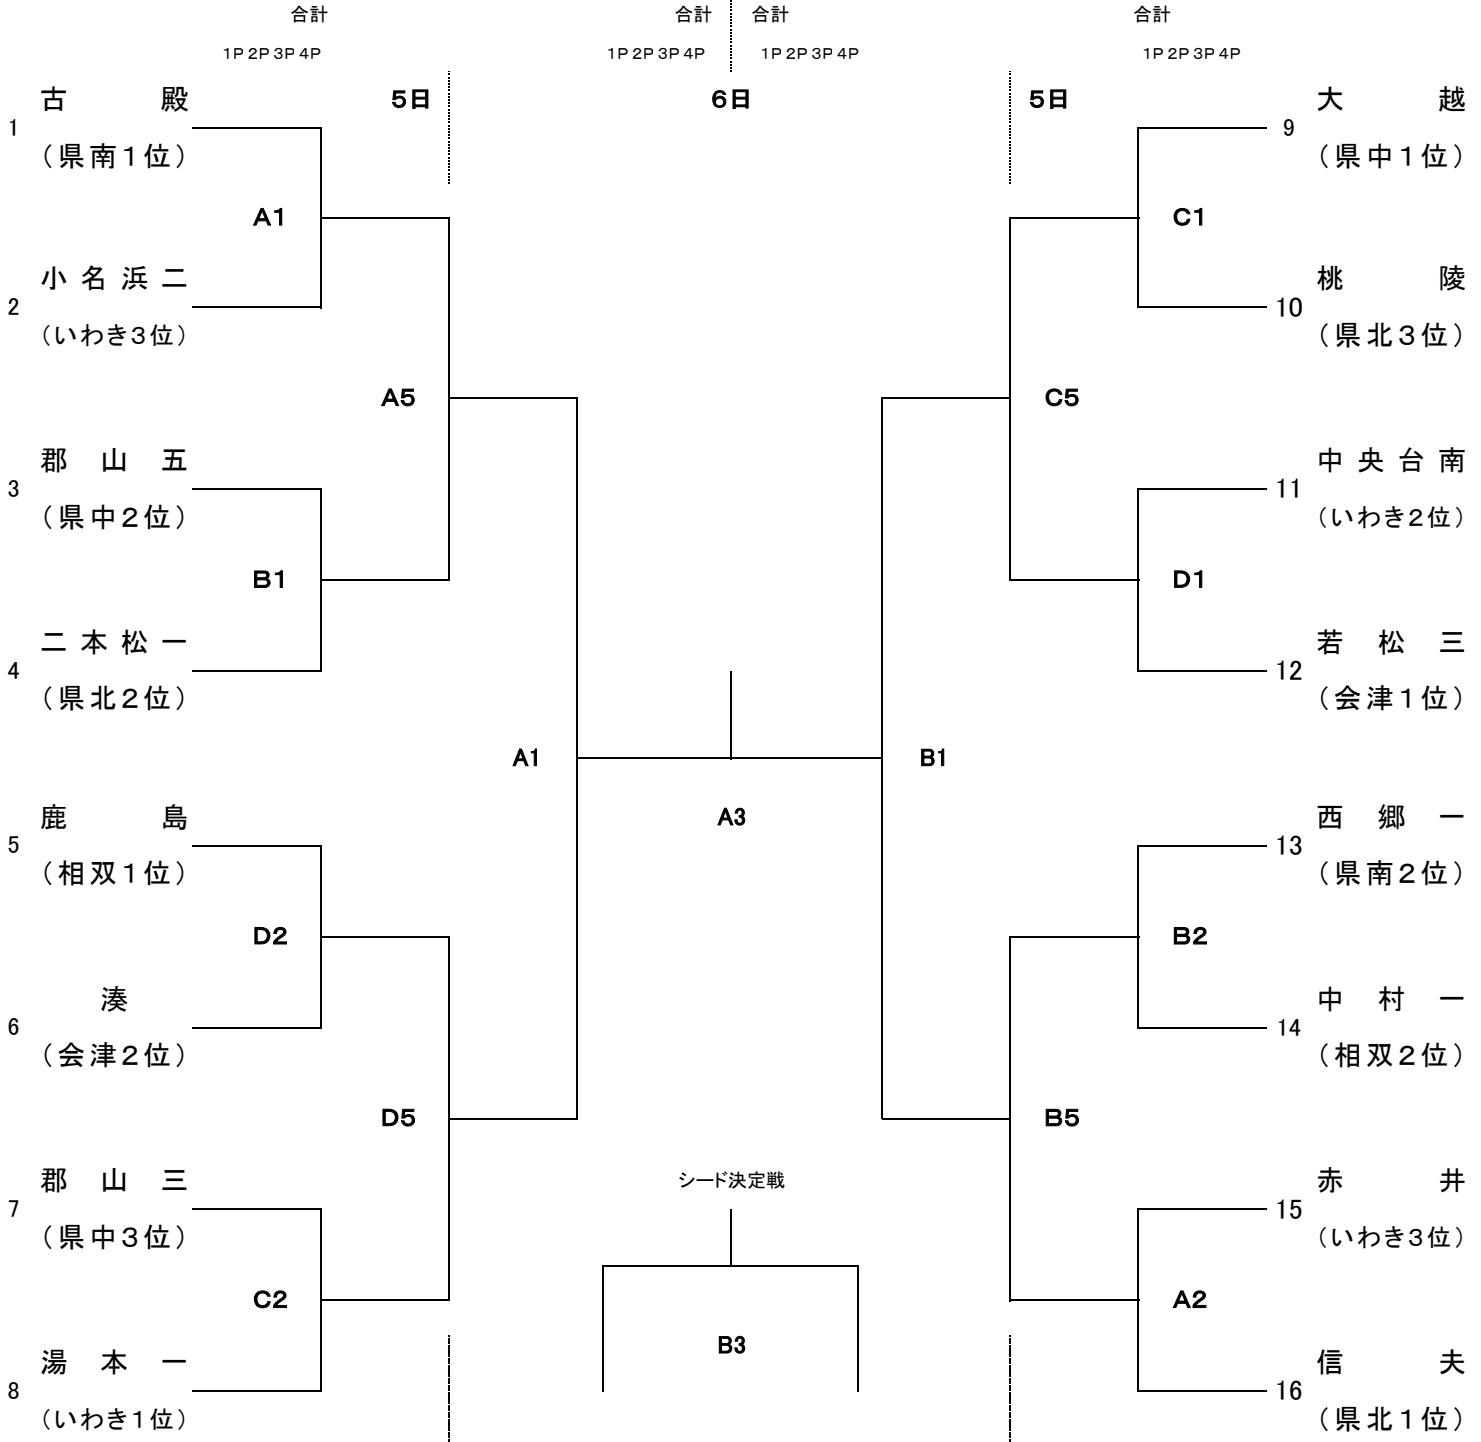 合計 合計 合計 合計
1P 2P 3P 4P 1P 2P 3P 4P 1P 2P 3P 4P 1P 2P 3P 4P
5日 6日 5日
1 古殿
（県南１位）
A1
2 小名浜二
（いわき３位）
A5
3 郡山五
（県中２位）
B1
4 二本松一
（県北２位）
A1
5 鹿島
（相双１位）
D2
6 湊
（会津２位）
D5
7 郡山三
（県中３位）
C2
8 湯本一
（いわき１位）
A3
シード決定戦
B3
9 大越
（県中１位）
C1
10 桃陵
（県北３位）
C5
11 中央台南
（いわき２位）
D1
12 若松三
（会津１位）
B1
13 西郷一
（県南２位）
B2
14 中村一
（相双２位）
B5
15 赤井
（いわき３位）
A2
16 信夫
（県北１位）